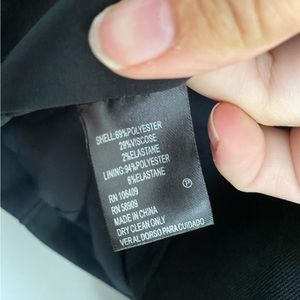 SHELL:69%POLYESTER
29%VISCOSE
2%ELASTANE
LINING:94%POLYESTER
6%ELASTANE
RN 106409
RN 58909
P
MADE IN CHINA
DRY CLEAN ONLY
VER AL DORSO PARA CUIDADO